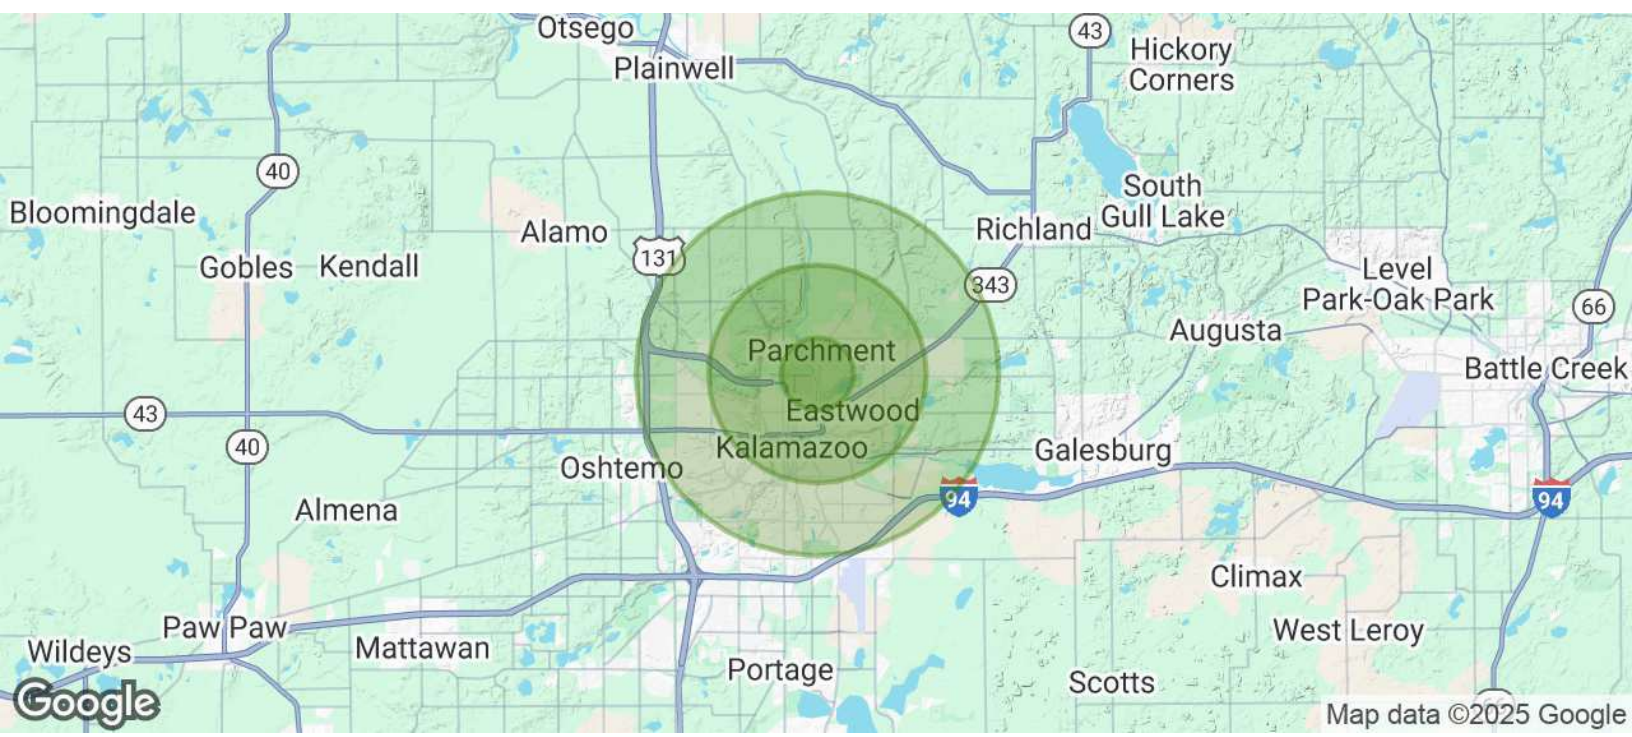 Otsego
Plainwell
43
Hickory
Corners
40
Bloomingdale
Alamo
South
Gull Lake
Richland
131
Gobles
Kendall
343
Level
Park-Oak Park
66
Augusta
Parchment
Battle Creek
43
Eastwood
40
Kalamazoo
Oshtemo
Galesburg
94
94
Almena
Climax
Paw Paw
West Leroy
Wildeys
Mattawan
Portage
Scotts
Google
Map data ©2025 Google